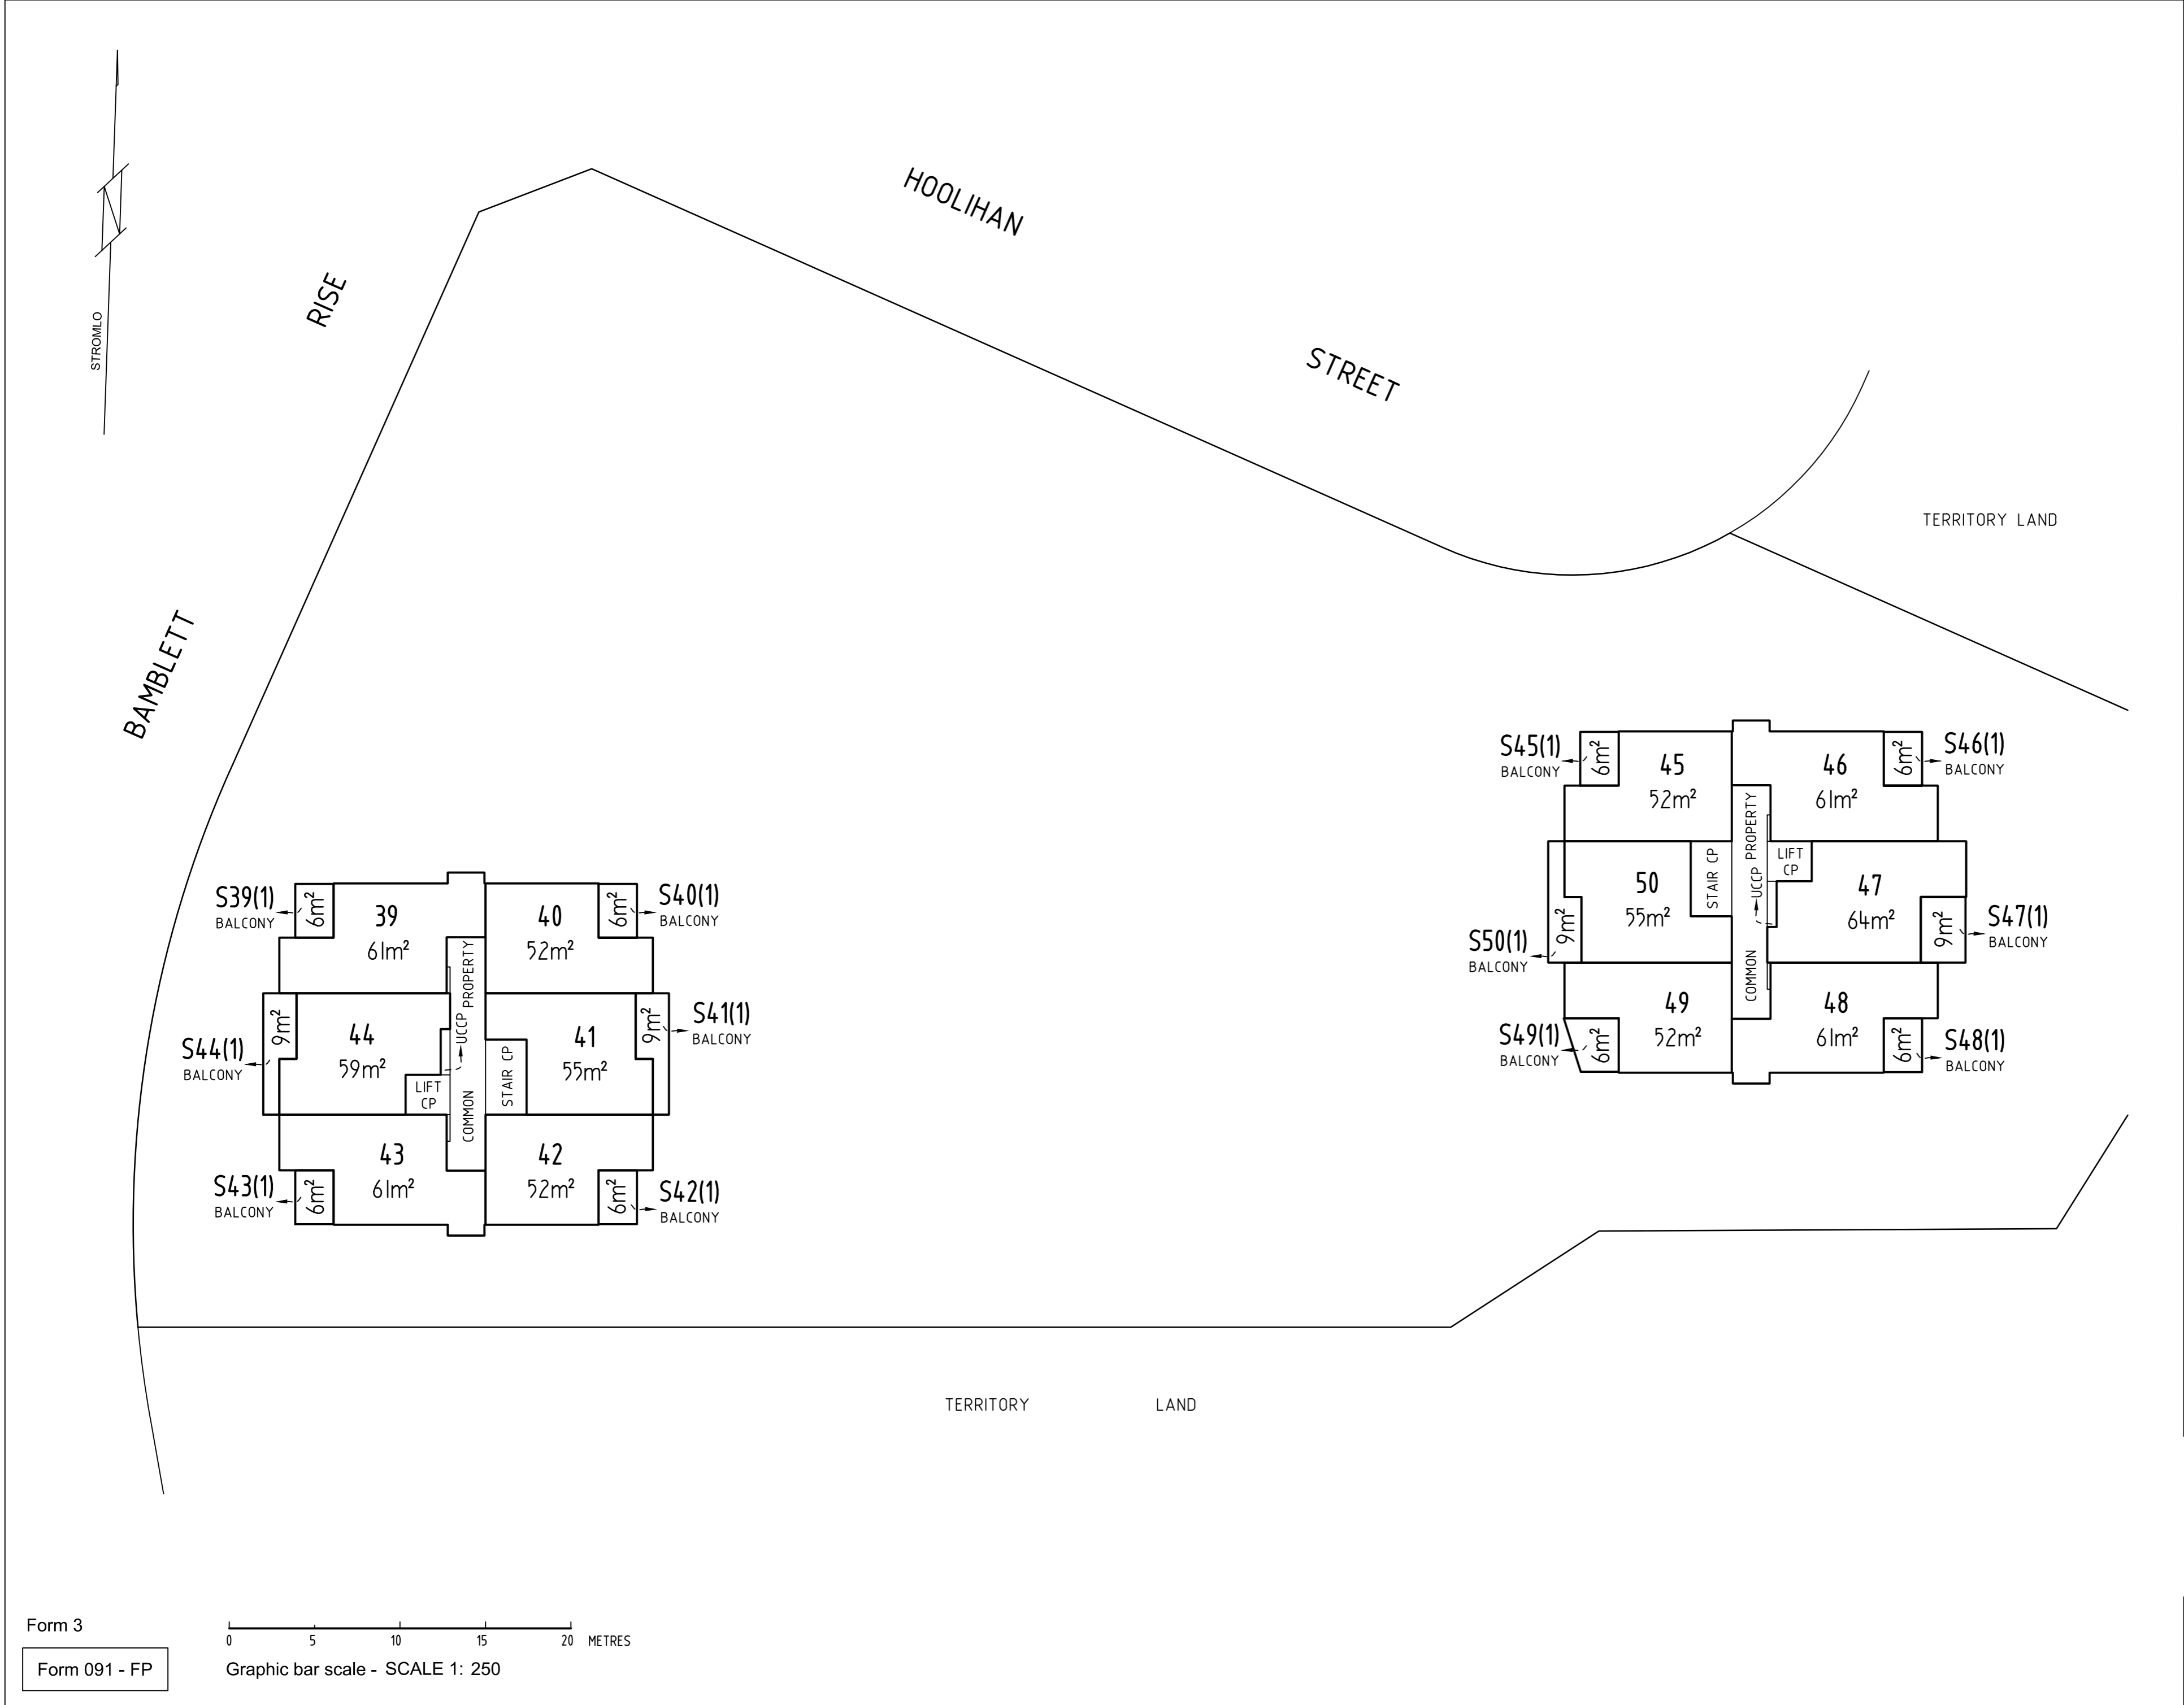 HOOLIHAN
STREET
RISE
BAMBLETT
STROMLO
N
TERRITORY LAND
S39(1)
BALCONY
6m²
39
61m²
40
52m²
6m²
S40(1)
BALCONY
S44(1)
BALCONY
9m²
44
59m²
LIFT
CP
COMMON PROPERTY
UCCP
STAIR CP
41
55m²
9m²
S41(1)
BALCONY
S43(1)
BALCONY
6m²
43
61m²
42
52m²
6m²
S42(1)
BALCONY
S45(1)
BALCONY
6m²
45
52m²
46
61m²
6m²
S46(1)
BALCONY
S50(1)
BALCONY
9m²
50
55m²
STAIR CP
COMMON PROPERTY
UCCP
LIFT
CP
47
64m²
9m²
S47(1)
BALCONY
S49(1)
BALCONY
6m²
49
52m²
48
61m²
6m²
S48(1)
BALCONY
TERRITORY LAND
Form 3
Form 091 - FP
0 5 10 15 20 METRES
Graphic bar scale - SCALE 1: 250